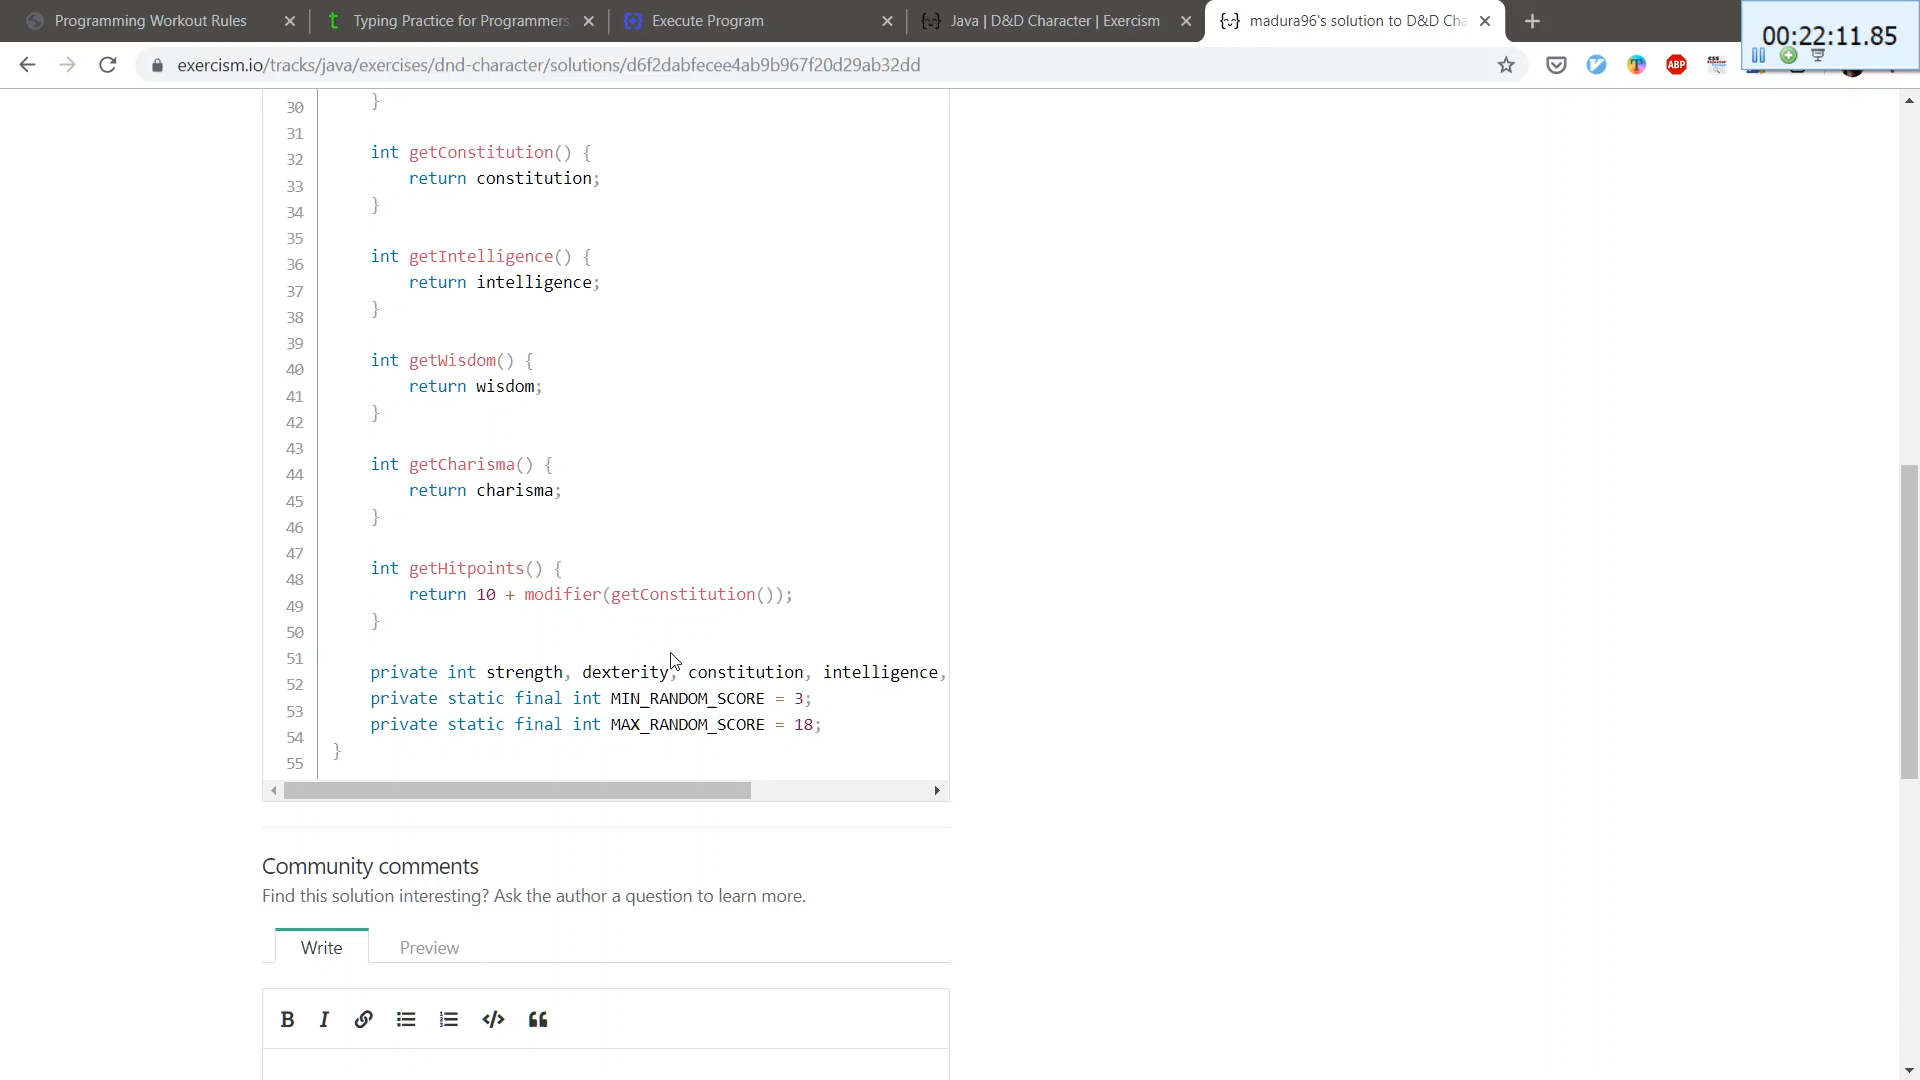 Programming Workout Rules
Typing Practice for Programmers
Execute Program
Java | D&D Character | Exercism
madura96's solution to D&D Cha
00:22:11.85
exercism.io/tracks/java/exercises/dnd-character/solutions/d6f2dabfecee4ab9b967f20d29ab32dd
ABP
30 }
31
32 int getConstitution() {
33 return constitution;
34 }
35
36 int getIntelligence() {
37 return intelligence;
38 }
39
40 int getWisdom() {
41 return wisdom;
42 }
43
44 int getCharisma() {
45 return charisma;
46 }
47
48 int getHitpoints() {
49 return 10 + modifier(getConstitution());
50 }
51
52 private int strength, dexterity, constitution, intelligence,
53 private static final int MIN_RANDOM_SCORE = 3;
54 private static final int MAX_RANDOM_SCORE = 18;
55 }
Community comments
Find this solution interesting? Ask the author a question to learn more.
Write
Preview
B I